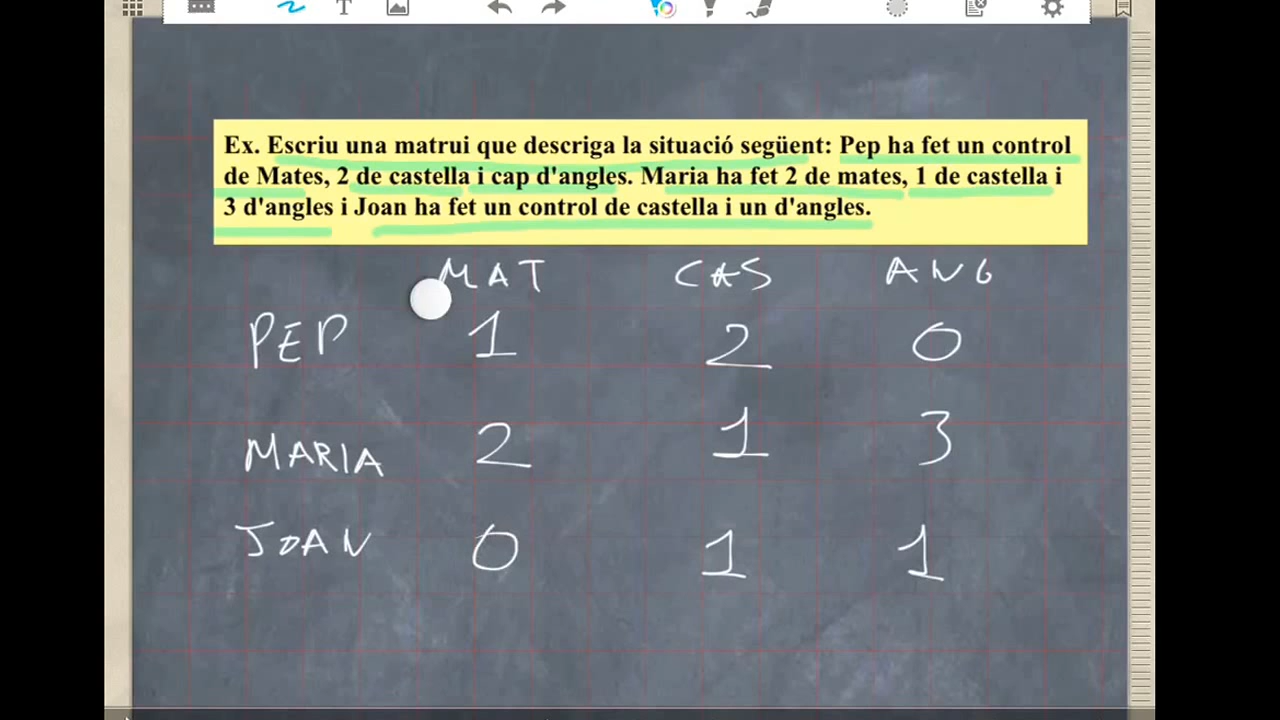 Ex. Escriu una matrui que descriga la situació següent: Pep ha fet un control
de Mates, 2 de castella i cap d'angles. Maria ha fet 2 de mates, 1 de castella i
3 d'angles i Joan ha fet un control de castella i un d'angles.
MAT CAS ANG
PEP 1 2 0
MARIA 2 1 3
JOAN 0 1 1